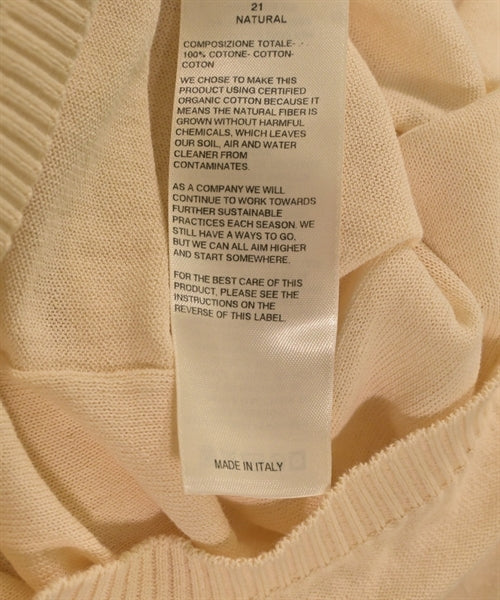 21
NATURAL
COMPOSIZIONE TOTALE-
100% COTONE- COTTON-
COTON
WE CHOSE TO MAKE THIS
PRODUCT USING CERTIFIED
ORGANIC COTTON BECAUSE IT
MEANS THE NATURAL FIBER IS
GROWN WITHOUT HARMFUL
CHEMICALS, WHICH LEAVES
OUR SOIL, AIR AND WATER
CLEANER FROM
CONTAMINATES.
AS A COMPANY WE WILL
CONTINUE TO WORK TOWARDS
FURTHER SUSTAINABLE
PRACTICES EACH SEASON. WE
STILL HAVE A WAYS TO GO,
BUT WE CAN ALL AIM HIGHER
AND START SOMEWHERE.
FOR THE BEST CARE OF THIS
PRODUCT, PLEASE SEE THE
INSTRUCTIONS ON THE
REVERSE OF THIS LABEL.
MADE IN ITALY